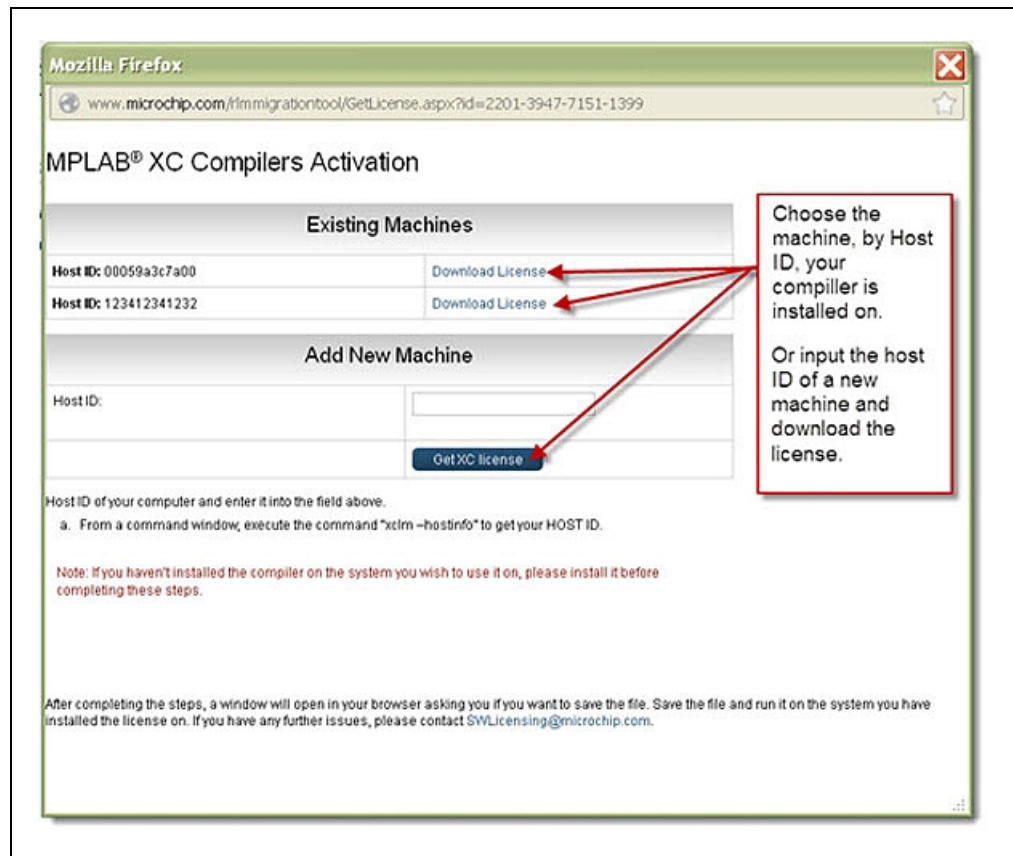 Mozilla Firefox
www.microchip.com/rlmmigrationtool/GetLicense.aspx?id=2201-3947-7151-1399
MPLAB® XC Compilers Activation
Existing Machines
Host ID: 00059a3c7a00 Download License
Host ID: 123412341232 Download License
Add New Machine
Host ID:
Get XC license
Host ID of your computer and enter it into the field above.
a. From a command window, execute the command "xclm –hostinfo" to get your HOST ID.
Note: If you haven't installed the compiler on the system you wish to use it on, please install it before
completing these steps.
After completing the steps, a window will open in your browser asking you if you want to save the file. Save the file and run it on the system you have
installed the license on. If you have any further issues, please contact SWLicensing@microchip.com.
Choose the
machine, by Host
ID, your
compiller is
installed on.
Or input the host
ID of a new
machine and
download the
license.